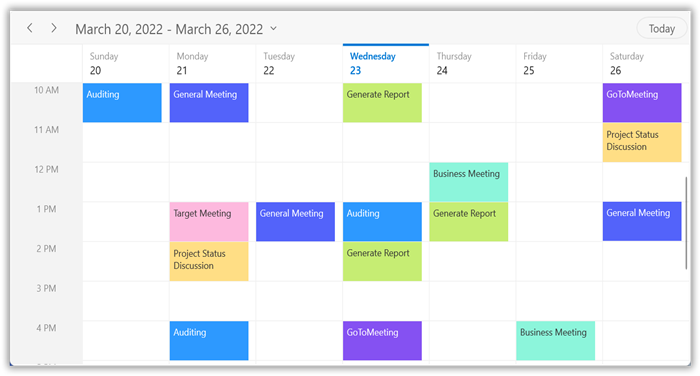 March 20, 2022 - March 26, 2022
Today
Sunday Monday Tuesday Wednesday Thursday Friday Saturday
20 21 22 23 24 25 26
10 AM
Auditing General Meeting Generate Report GoToMeeting
11 AM
Project Status
Discussion
12 PM
Business Meeting
1 PM
Target Meeting General Meeting Auditing Generate Report General Meeting
2 PM
Project Status Generate Report
Discussion
3 PM
4 PM
Auditing GoToMeeting Business Meeting